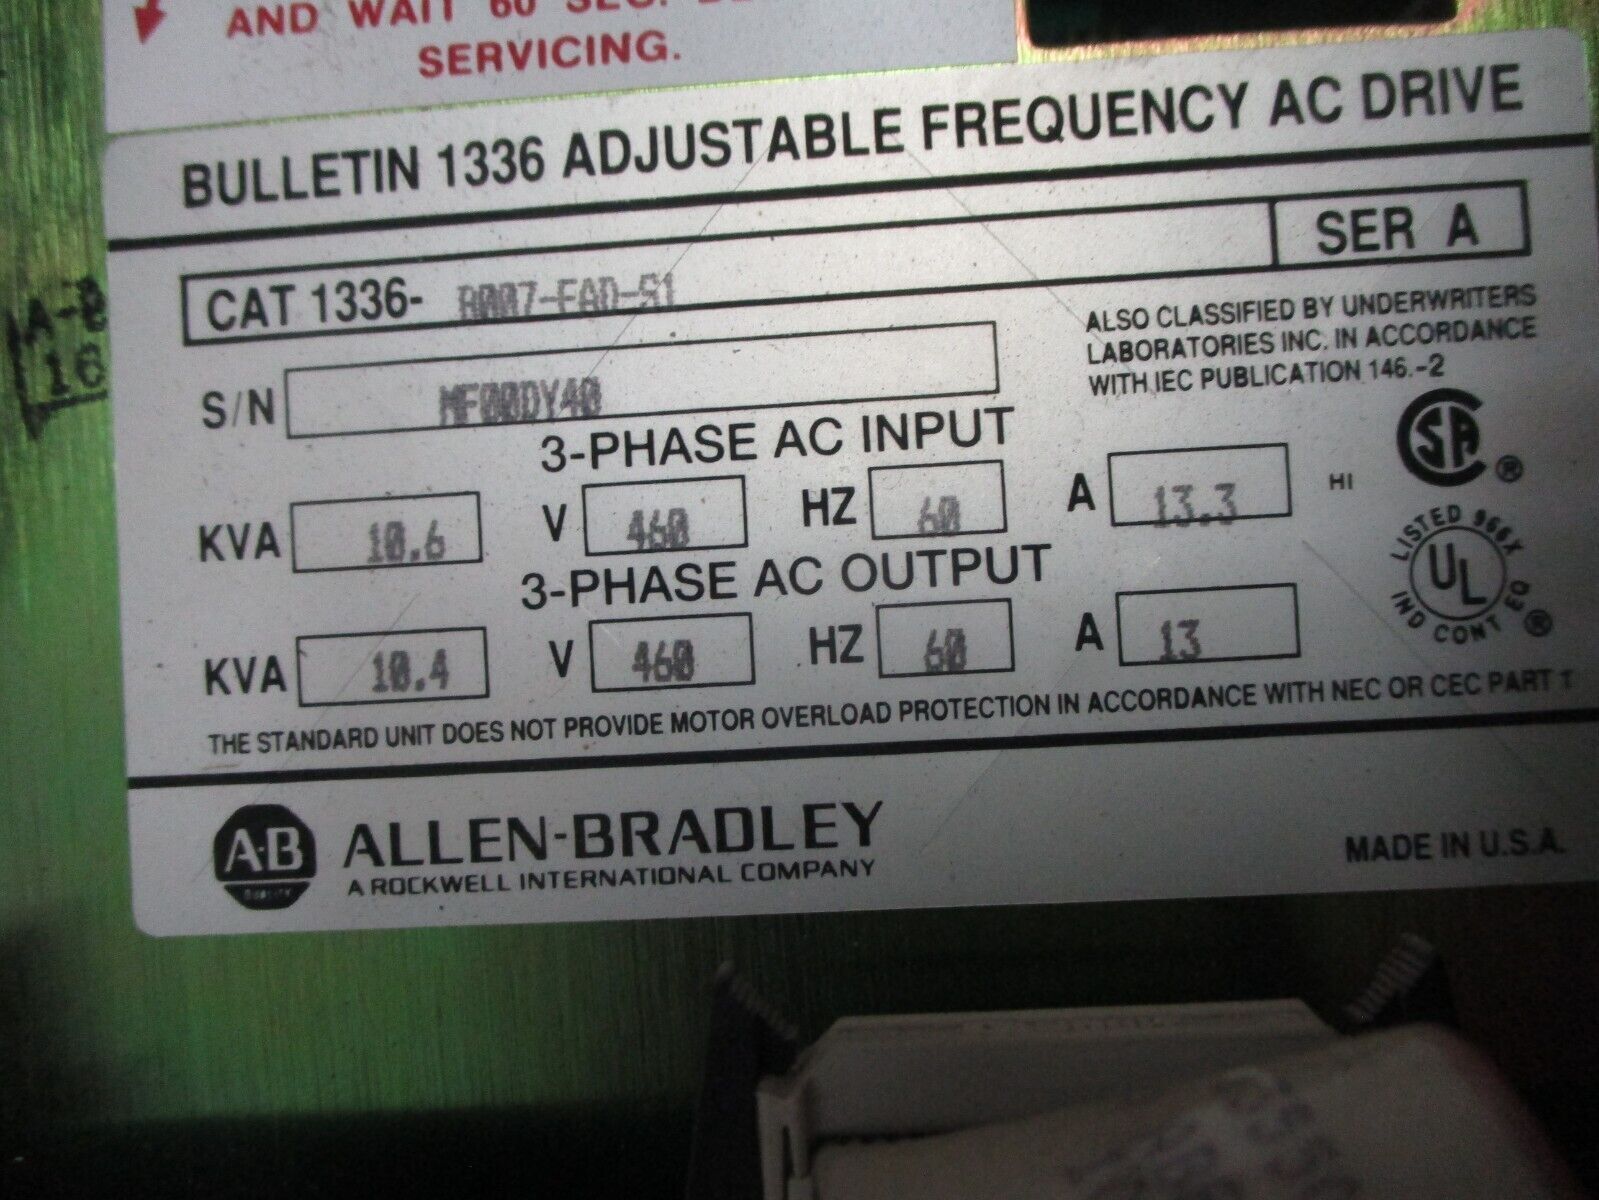 AND WAIT 60 SEC.
SERVICING.
BULLETIN 1336 ADJUSTABLE FREQUENCY AC DRIVE
CAT 1336- B007-EAD-S1
SER A
S/N MF00DY40
ALSO CLASSIFIED BY UNDERWRITERS
LABORATORIES INC. IN ACCORDANCE
WITH IEC PUBLICATION 146.-2
3-PHASE AC INPUT
KVA 10.6 V 460 HZ 60 A 13.3 HI
SA ®
3-PHASE AC OUTPUT
KVA 10.4 V 460 HZ 60 A 13
LISTED 966X
UL ®
IND CONT EQ
THE STANDARD UNIT DOES NOT PROVIDE MOTOR OVERLOAD PROTECTION IN ACCORDANCE WITH NEC OR CEC PART 1
A-B QUALITY
ALLEN-BRADLEY
A ROCKWELL INTERNATIONAL COMPANY
MADE IN U.S.A.
A-B
16